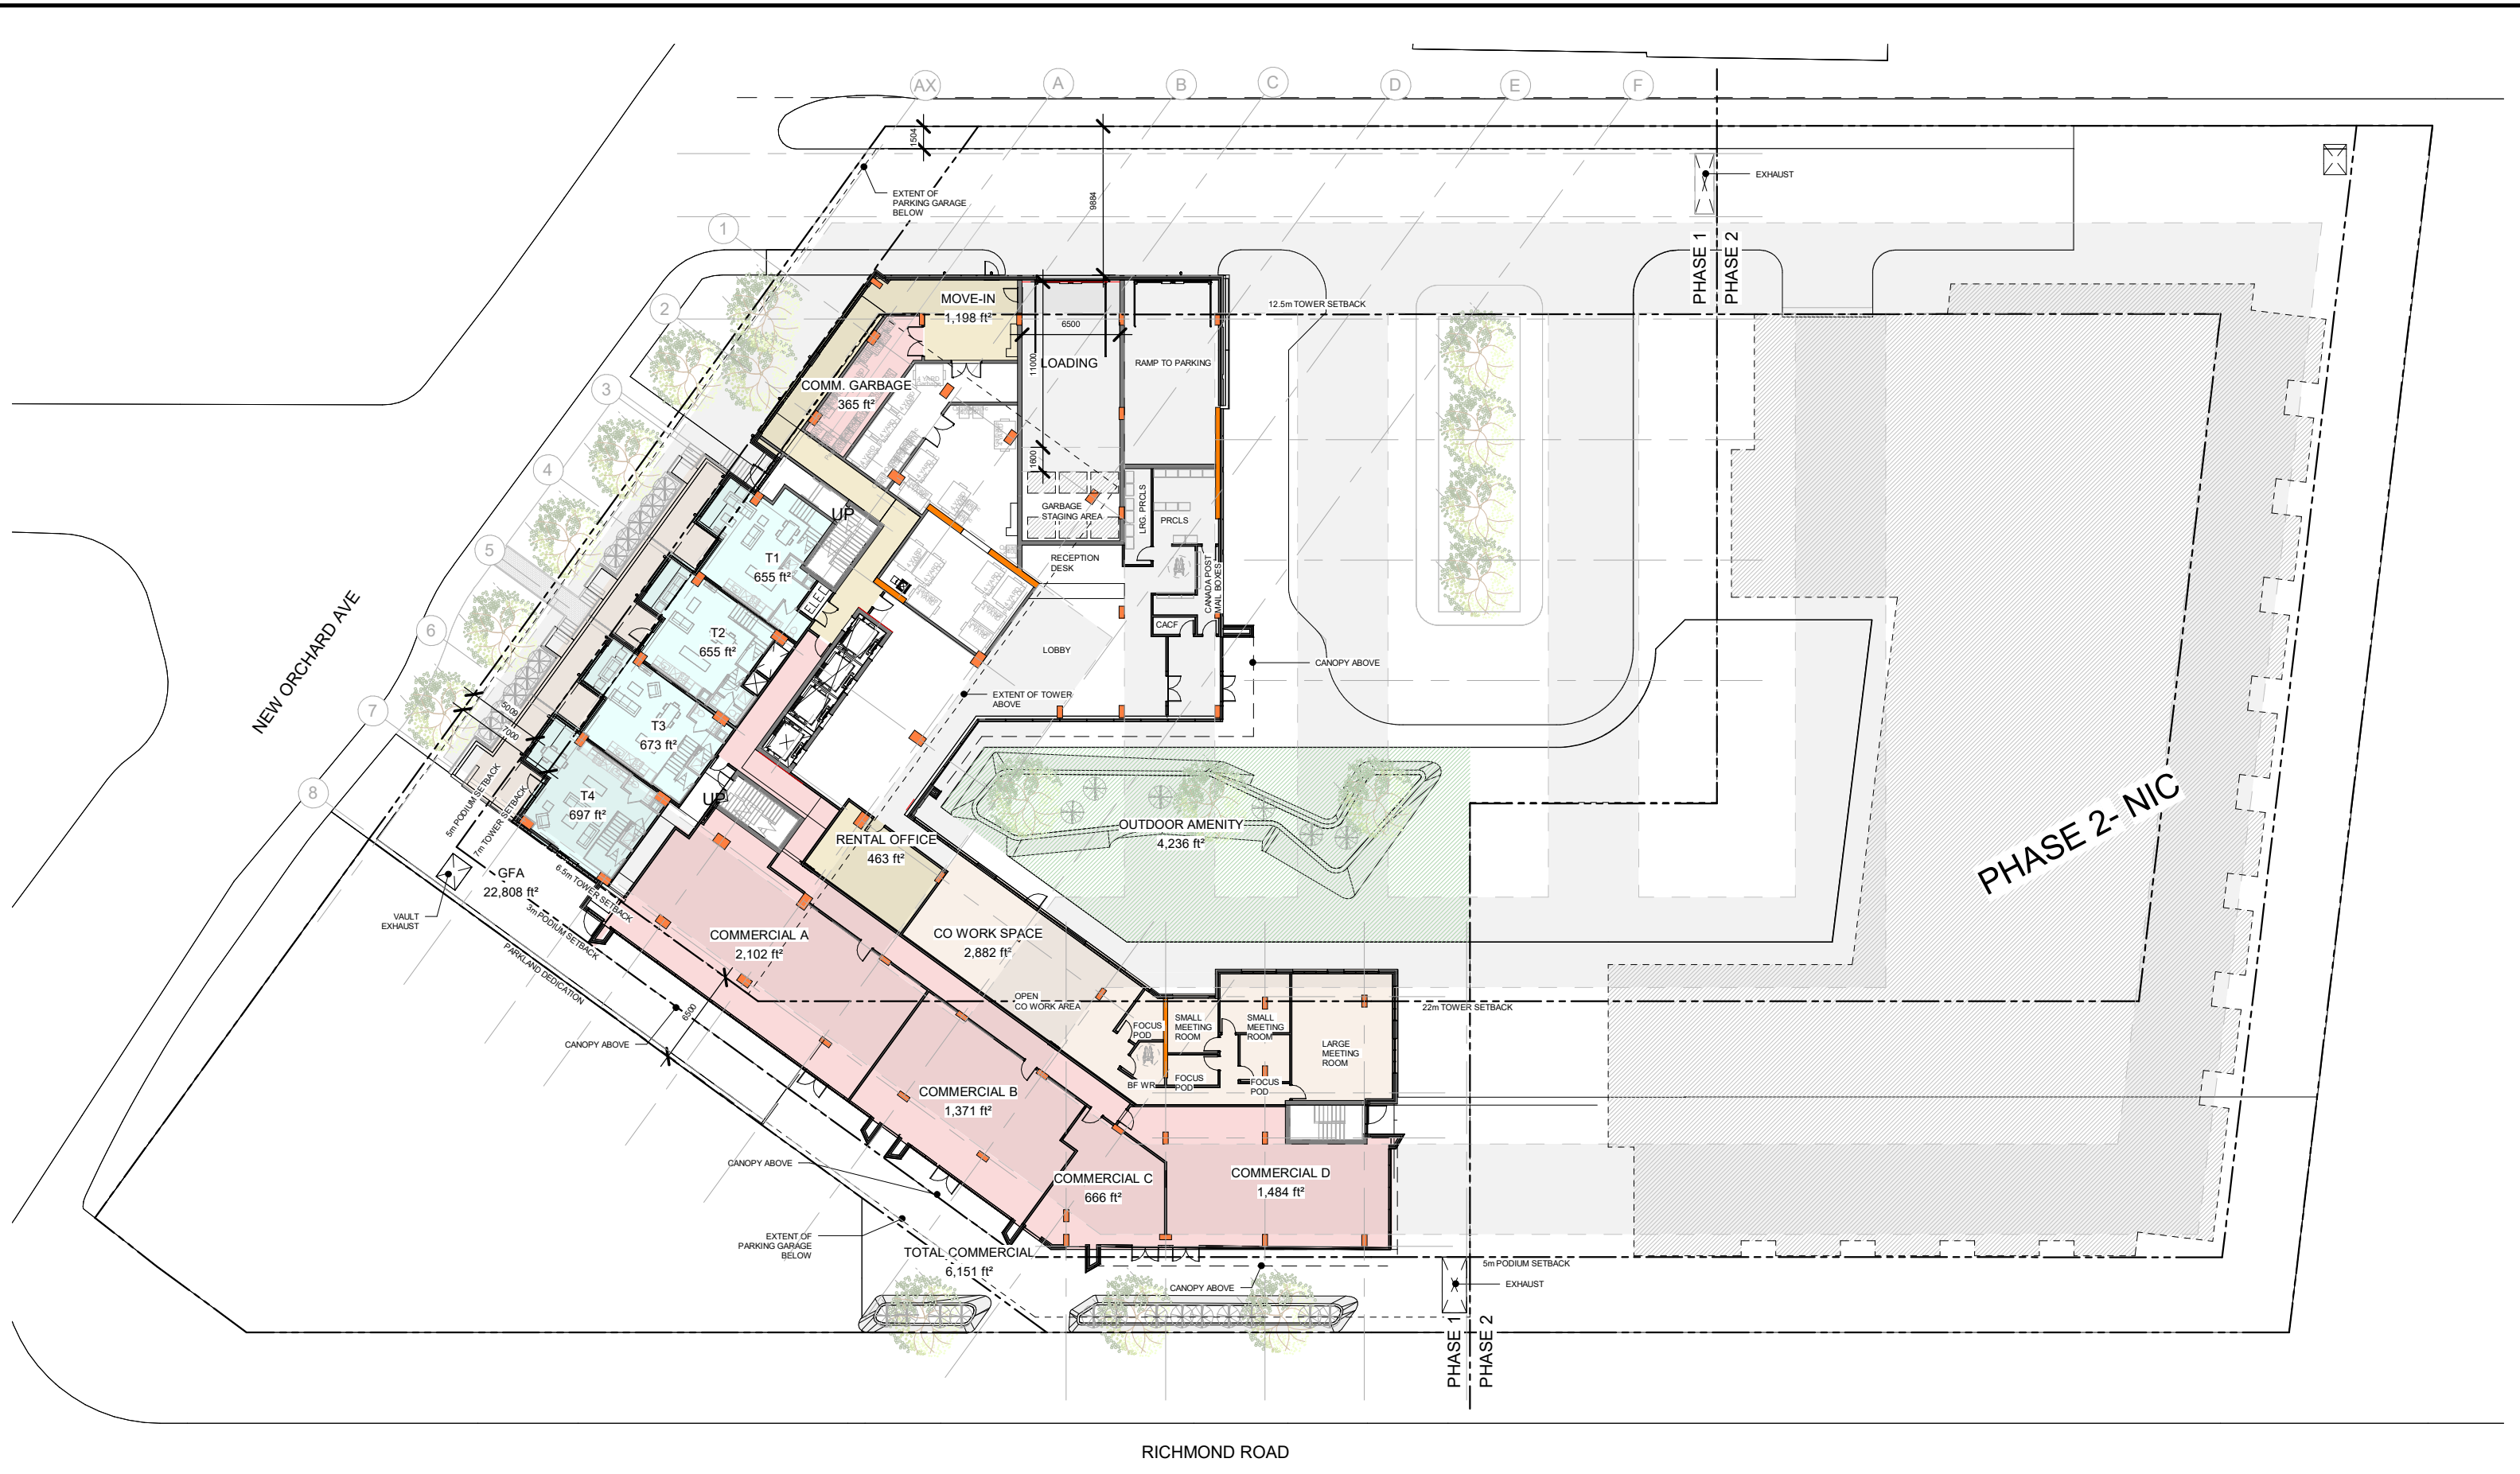 AX
A
B
C
D
E
F
1504
9884
EXTENT OF
PARKING GARAGE
BELOW
EXHAUST
PHASE 1
PHASE 2
1
2
3
4
5
6
7
8
12.5m TOWER SETBACK
MOVE-IN
1,198 ft²
6500
11000
LOADING
RAMP TO PARKING
COMM. GARBAGE
365 ft²
4 YARD
1600
GARBAGE
STAGING AREA
LRG. PRCLS
PRCLS
UP
T1
655 ft²
RECEPTION
DESK
CANADA POST
MAIL BOXES
ELEC
CACF
NEW ORCHARD AVE
T2
655 ft²
LOBBY
CANOPY ABOVE
EXTENT OF TOWER
ABOVE
T3
673 ft²
5009
7000
5m PODIUM SETBACK
7m TOWER SETBACK
T4
697 ft²
UP
RENTAL OFFICE
463 ft²
OUTDOOR AMENITY
4,236 ft²
PHASE 2- NIC
GFA
22,808 ft²
6.5m TOWER SETBACK
3m PODIUM SETBACK
VAULT
EXHAUST
PARKLAND DEDICATION
COMMERCIAL A
2,102 ft²
CO WORK SPACE
2,882 ft²
OPEN
CO WORK AREA
6500
CANOPY ABOVE
FOCUS
POD
SMALL
MEETING
ROOM
SMALL
MEETING
ROOM
LARGE
MEETING
ROOM
22m TOWER SETBACK
BF WR
FOCUS
POD
FOCUS
POD
COMMERCIAL B
1,371 ft²
CANOPY ABOVE
COMMERCIAL C
666 ft²
COMMERCIAL D
1,484 ft²
EXTENT OF
PARKING GARAGE
BELOW
TOTAL COMMERCIAL
6,151 ft²
5m PODIUM SETBACK
CANOPY ABOVE
EXHAUST
PHASE 1
PHASE 2
RICHMOND ROAD